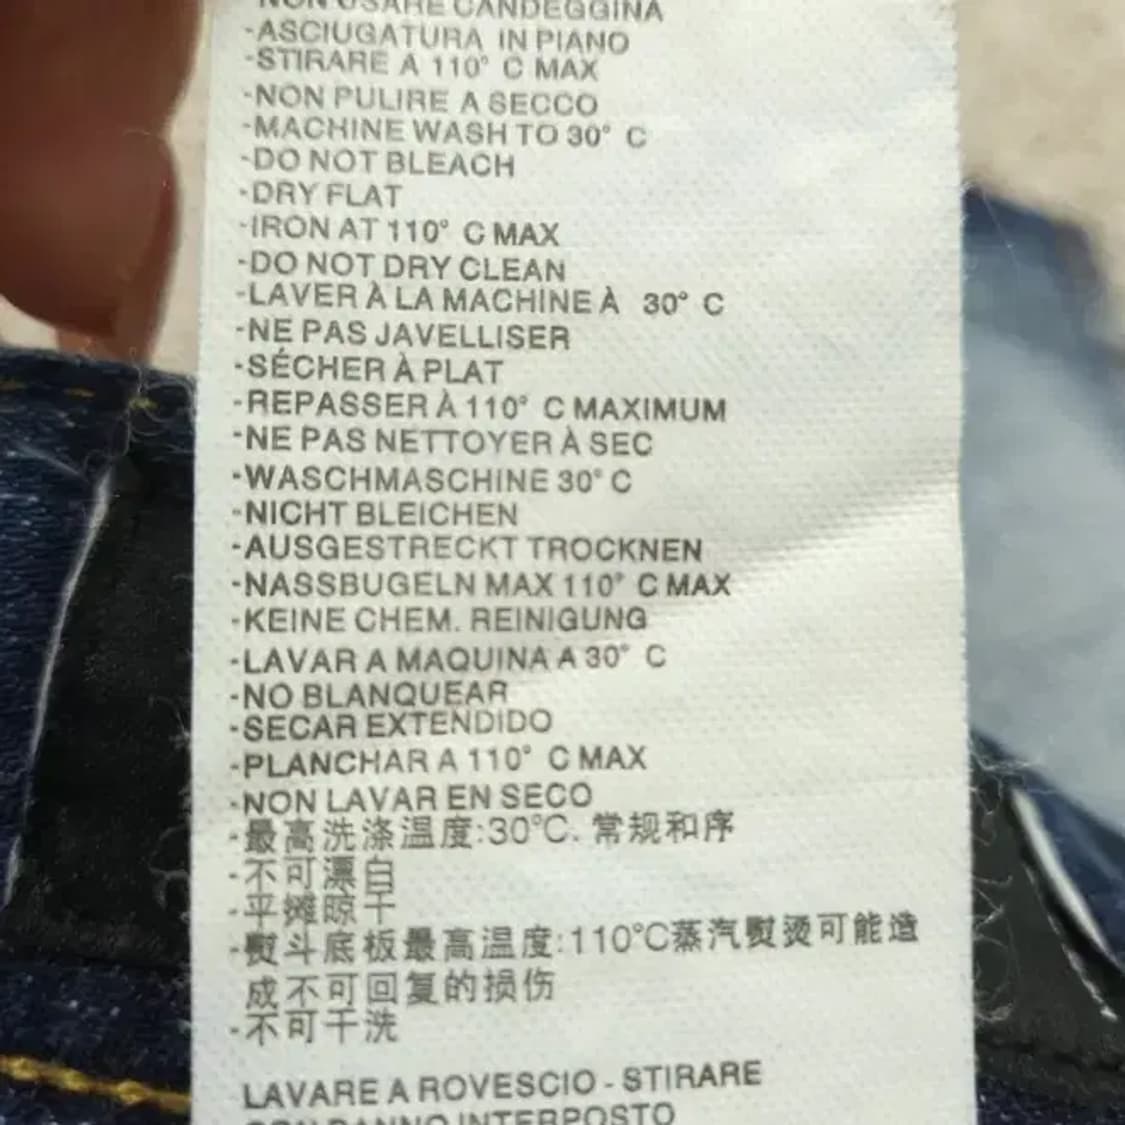 NON USARE CANDEGGINA
-ASCIUGATURA IN PIANO
-STIRARE A 110° C MAX
-NON PULIRE A SECCO
-MACHINE WASH TO 30° C
-DO NOT BLEACH
-DRY FLAT
-IRON AT 110° C MAX
-DO NOT DRY CLEAN
-LAVER À LA MACHINE À 30° C
-NE PAS JAVELLISER
-SÉCHER À PLAT
-REPASSER À 110° C MAXIMUM
-NE PAS NETTOYER À SEC
-WASCHMASCHINE 30° C
-NICHT BLEICHEN
-AUSGESTRECKT TROCKNEN
-NASSBUGELN MAX 110° C MAX
-KEINE CHEM. REINIGUNG
-LAVAR A MAQUINA A 30° C
-NO BLANQUEAR
-SECAR EXTENDIDO
-PLANCHAR A 110° C MAX
-NON LAVAR EN SECO
-最高洗涤温度:30℃. 常规和序
-不可漂白
-平摊晾干
-熨斗底板最高温度:110℃蒸汽熨烫可能造
成不可回复的损伤
-不可干洗
LAVARE A ROVESCIO - STIRARE
CON PANNO INTERPOSTO